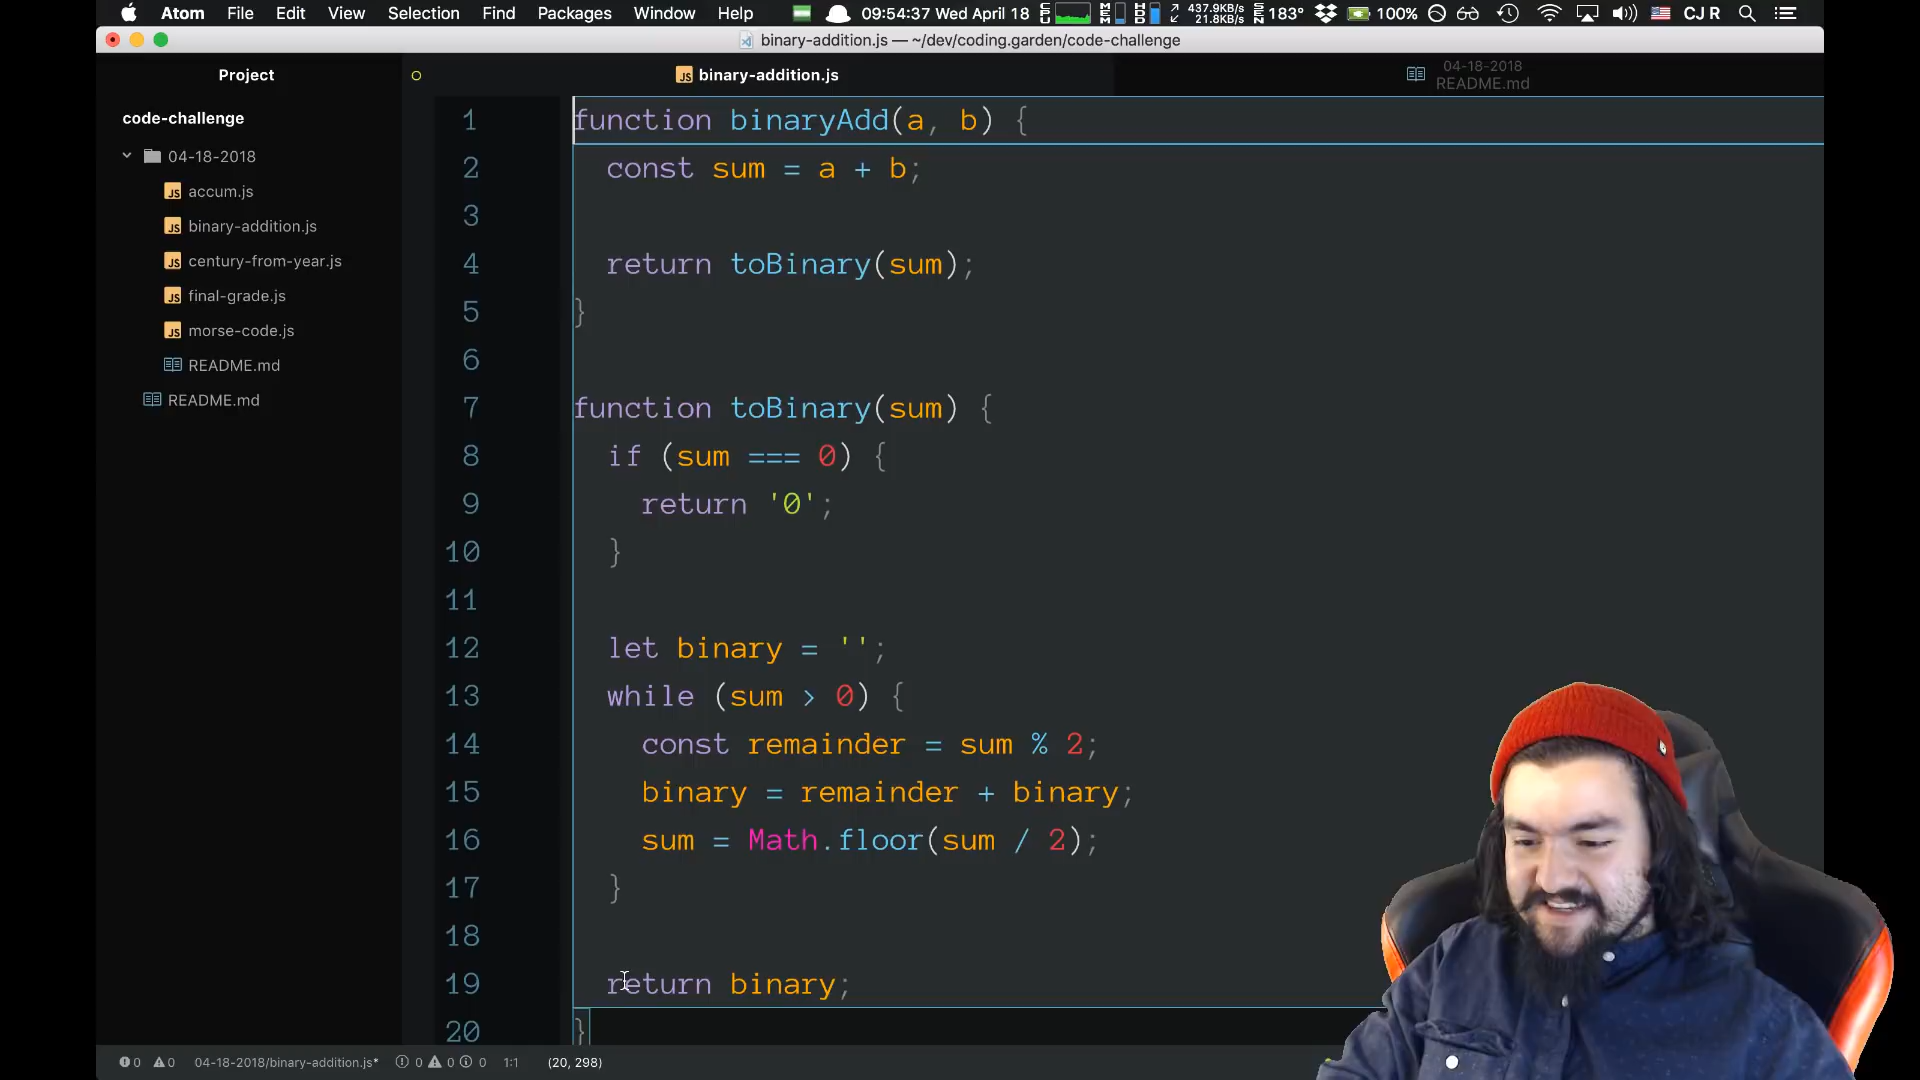 Atom File Edit View Selection Find Packages Window Help 09:54:37 Wed April 18 437.9KB/s 21.8KB/s 183° 100% CJ R
binary-addition.js — ~/dev/coding.garden/code-challenge
Project
binary-addition.js
04-18-2018
README.md
code-challenge
04-18-2018
accum.js
binary-addition.js
century-from-year.js
final-grade.js
morse-code.js
README.md
README.md
1 function binaryAdd(a, b) {
2 const sum = a + b;
3
4 return toBinary(sum);
5 }
6
7 function toBinary(sum) {
8 if (sum === 0) {
9 return '0';
10 }
11
12 let binary = '';
13 while (sum > 0) {
14 const remainder = sum % 2;
15 binary = remainder + binary;
16 sum = Math.floor(sum / 2);
17 }
18
19 return binary;
20 }
0 0 04-18-2018/binary-addition.js* 0 0 0 1:1 (20, 298)